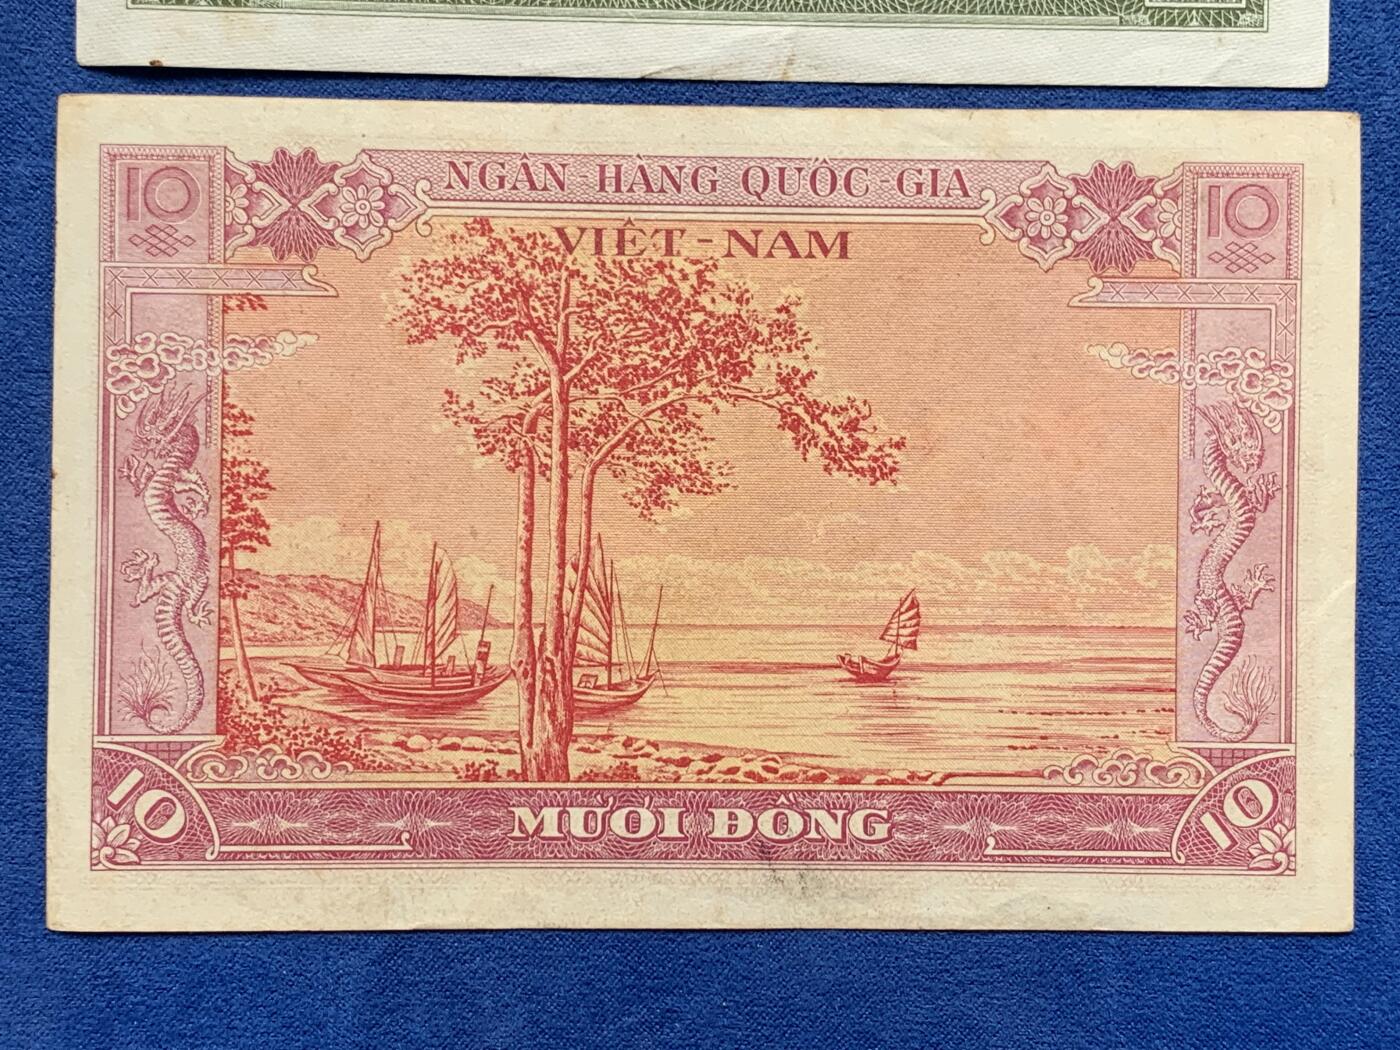 10 NGÂN-HÀNG QUỐC-GIA 10
VIỆT-NAM
10 MƯỜI ĐỒNG 10